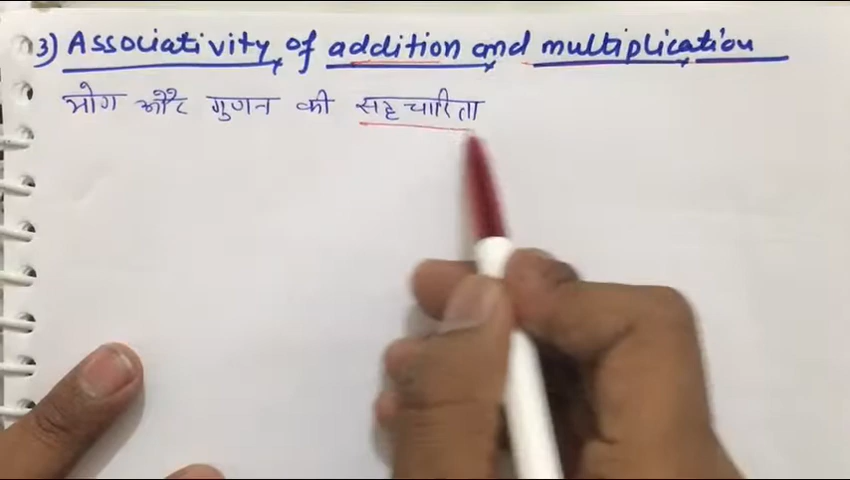 3) Associativity of addition and multiplication
योग और गुणन की सहचारिता